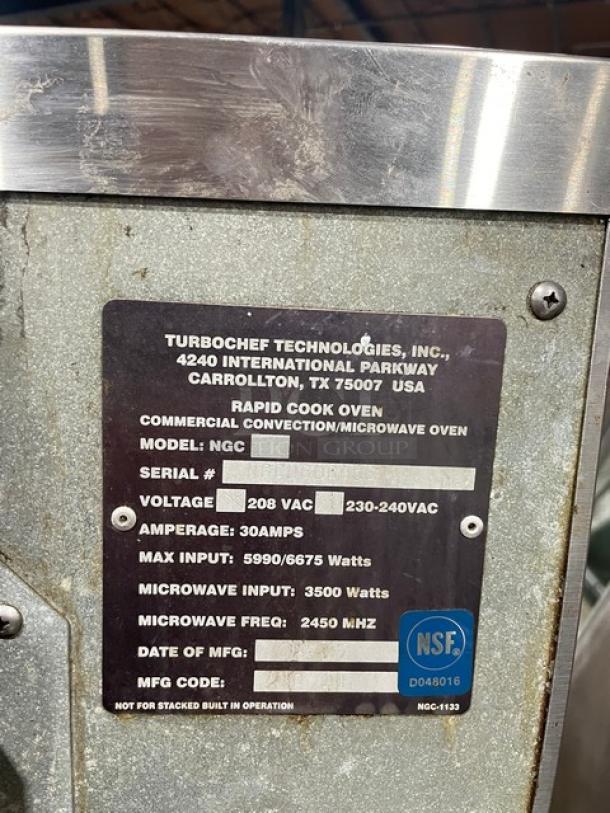 TURBOCHEF TECHNOLOGIES, INC.,
4240 INTERNATIONAL PARKWAY
CARROLLTON, TX 75007 USA
RAPID COOK OVEN
COMMERCIAL CONVECTION/MICROWAVE OVEN
MODEL: NGC
SERIAL #
VOLTAGE 208 VAC 230-240VAC
AMPERAGE: 30AMPS
MAX INPUT: 5990/6675 Watts
MICROWAVE INPUT: 3500 Watts
MICROWAVE FREQ: 2450 MHZ
DATE OF MFG:
MFG CODE:
NSF®
D048016
NOT FOR STACKED BUILT IN OPERATION NGC-1133